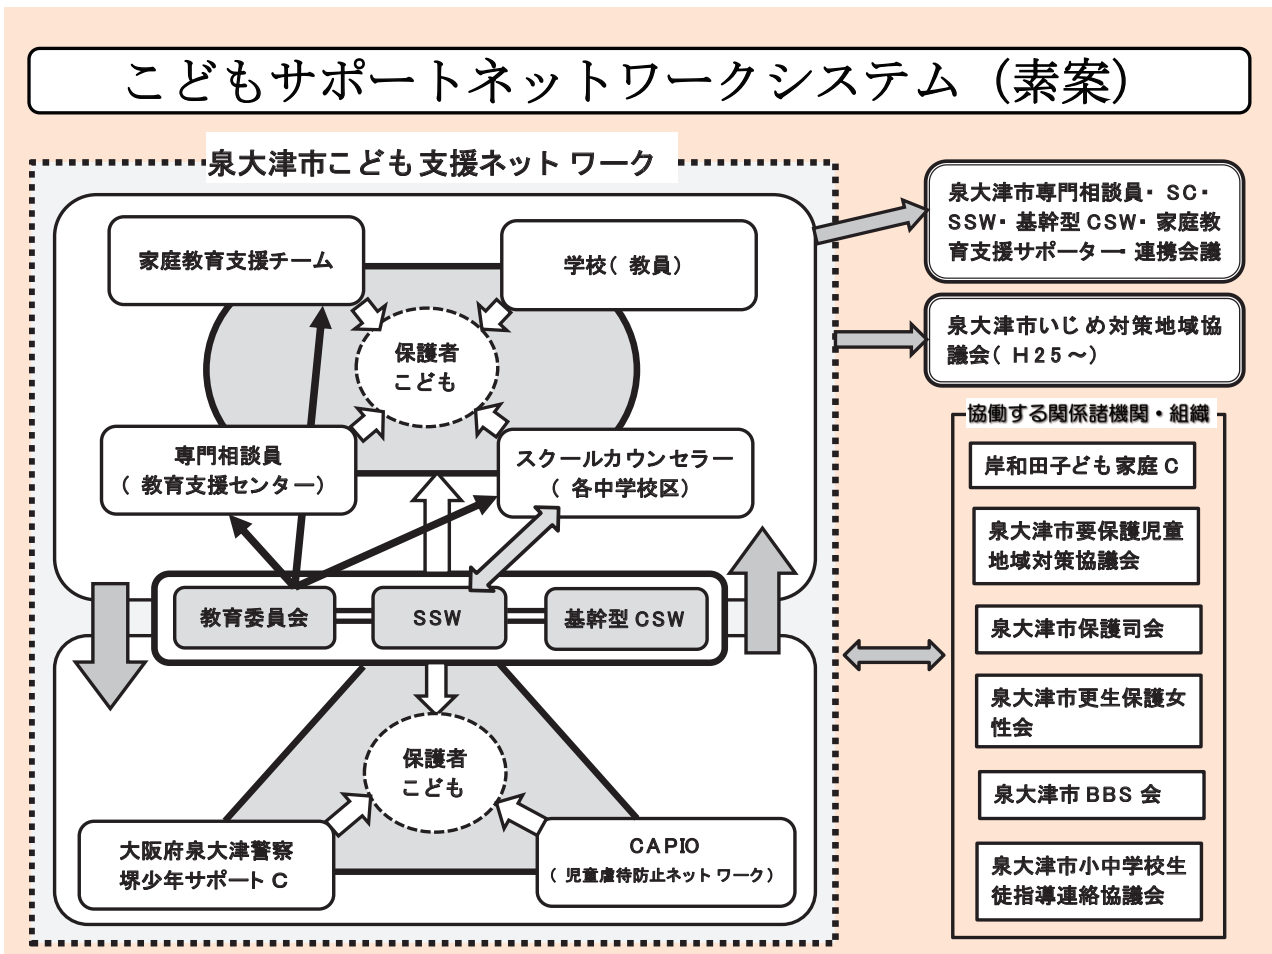 こどもサポートネットワークシステム（素案）
泉大津市こども支援ネットワーク
家庭教育支援チーム
学校（教員）
保護者
こども
専門相談員
（教育支援センター）
スクールカウンセラー
（各中学校区）
教育委員会
SSW
基幹型CSW
保護者
こども
大阪府泉大津警察
堺少年サポートC
CAPIO
（児童虐待防止ネットワーク）
泉大津市専門相談員・SC・
SSW・基幹型CSW・家庭教
育支援サポーター・連携会議
泉大津市いじめ対策地域協
議会（H25～）
協働する関係諸機関・組織
岸和田子ども家庭C
泉大津市要保護児童
地域対策協議会
泉大津市保護司会
泉大津市更生保護女
性会
泉大津市BBS会
泉大津市小中学校生
徒指導連絡協議会